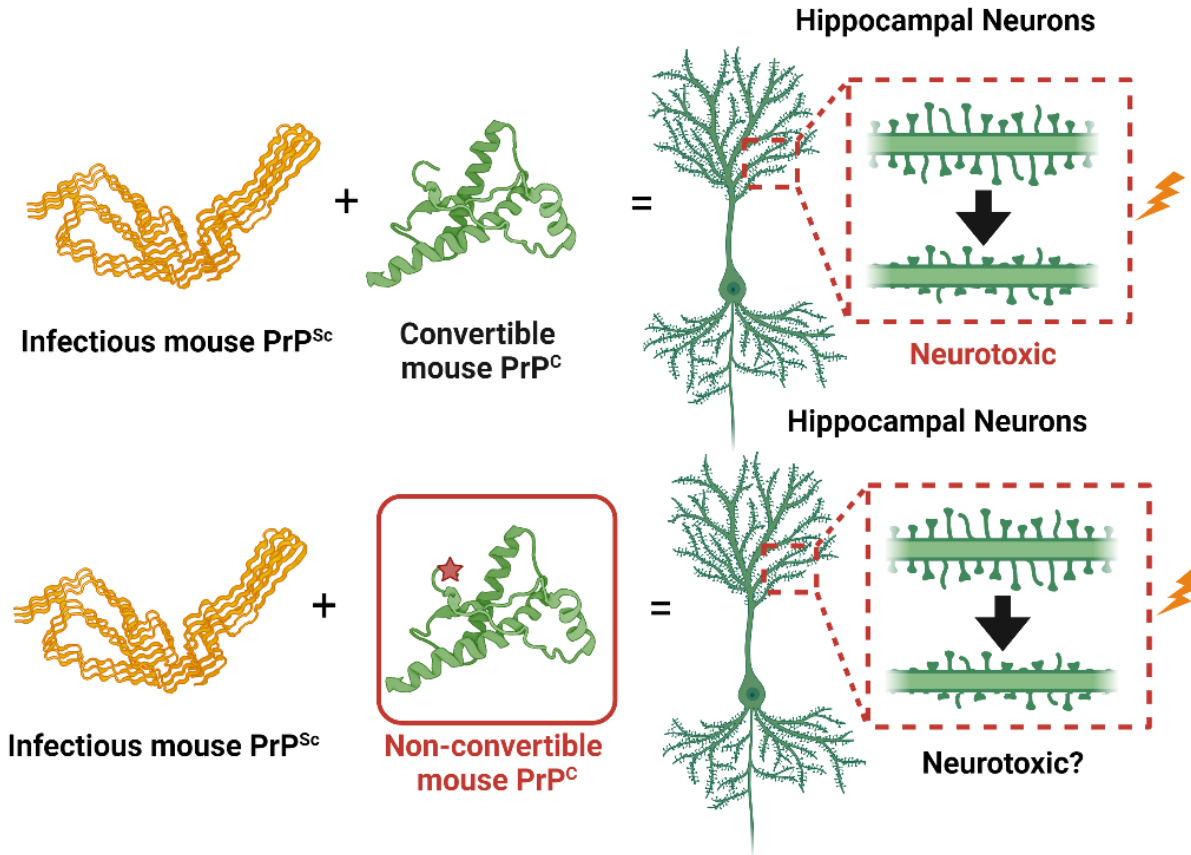 Hippocampal Neurons
+
=
Infectious mouse PrPSc
Convertible
mouse PrPC
Neurotoxic
Hippocampal Neurons
+
=
Infectious mouse PrPSc
Non-convertible
mouse PrPC
Neurotoxic?